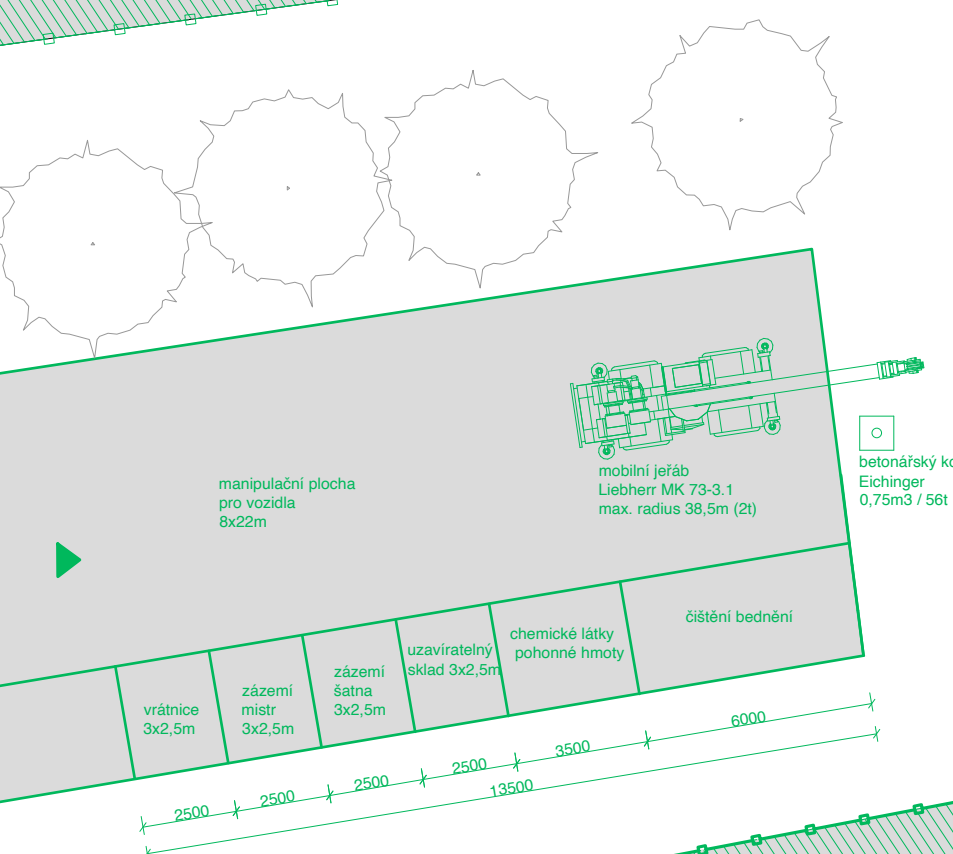 mobilní jeřáb
Liebherr MK 73-3.1
max. radius 38,5m (2t)
betonářský
Eichinger
0,75m3 / 56t
manipulační plocha
pro vozidla
8x22m
vrátnice
3x2,5m
zázemí
mistr
3x2,5m
zázemí
šatna
3x2,5m
uzavíratelný
sklad 3x2,5m
chemické látky
pohonné hmoty
čištění bednění
2500
2500
2500
2500
3500
6000
13500